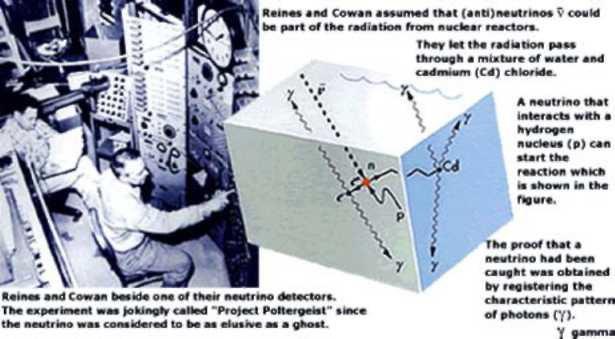 Reines and Cowan assumed that (anti)neutrinos ν̄ could
be part of the radiation from nuclear reactors.
They let the radiation pass
through a mixture of water and
cadmium (Cd) chloride.
A neutrino that
interacts with a
hydrogen
nucleus (p) can
start the
reaction which
is shown in the
figure.
γ
ν̄
γ
γ
n
Cd
e
p
γ
γ
The proof that a
neutrino had been
caught was obtained
by registering the
characteristic pattern
of photons (γ).
γ gamma
Reines and Cowan beside one of their neutrino detectors.
The experiment was jokingly called "Project Poltergeist" since
the neutrino was considered to be as elusive as a ghost.